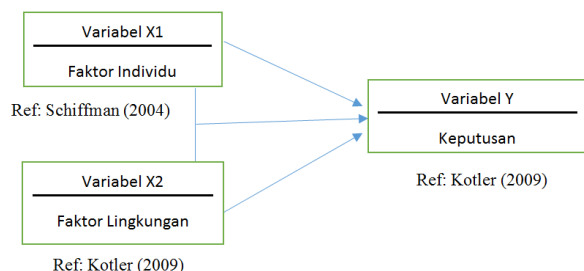 Variabel X1
Faktor Individu
Ref: Schiffman (2004)
Variabel Y
Keputusan
Ref: Kotler (2009)
Variabel X2
Faktor Lingkungan
Ref: Kotler (2009)